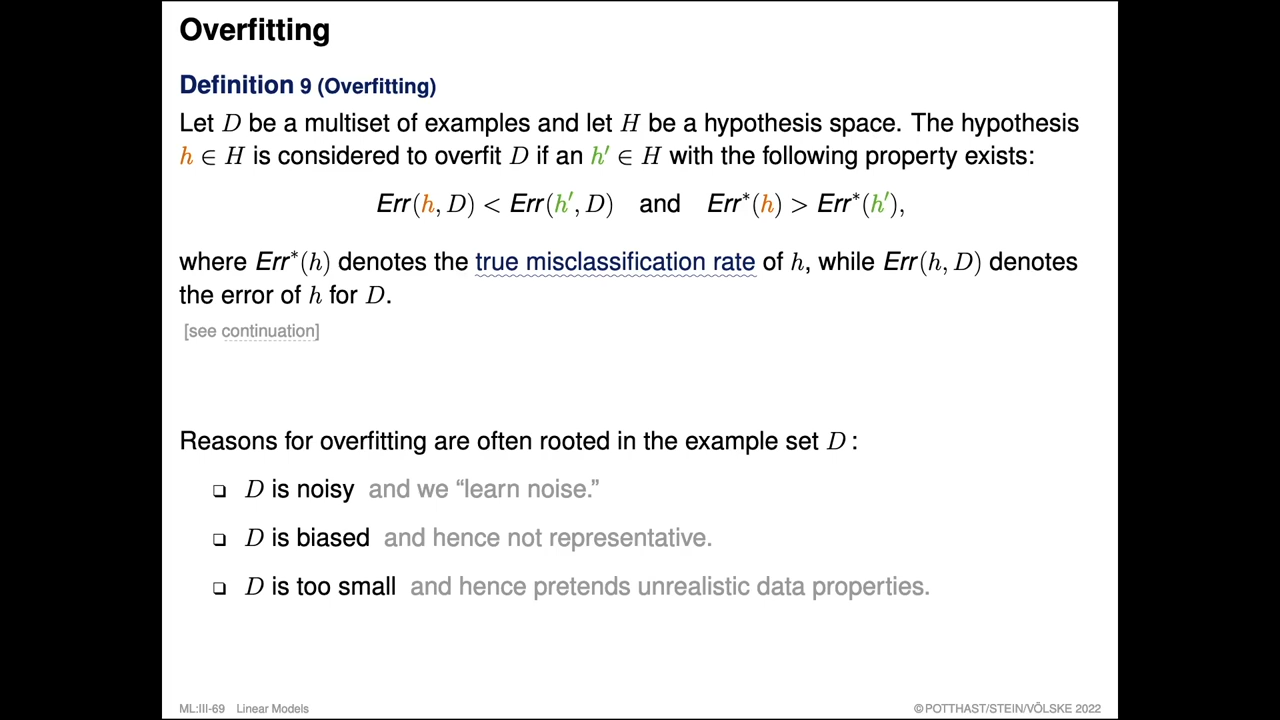 Overfitting
Definition 9 (Overfitting)
Let D be a multiset of examples and let H be a hypothesis space. The hypothesis
h ∈ H is considered to overfit D if an h′ ∈ H with the following property exists:
Err(h, D) < Err(h′, D) and Err*(h) > Err*(h′),
where Err*(h) denotes the true misclassification rate of h, while Err(h, D) denotes
the error of h for D.
[see continuation]
Reasons for overfitting are often rooted in the example set D:
❑ D is noisy and we “learn noise.”
❑ D is biased and hence not representative.
❑ D is too small and hence pretends unrealistic data properties.
ML:III-69 Linear Models
© POTTHAST/STEIN/VÖLSKE 2022